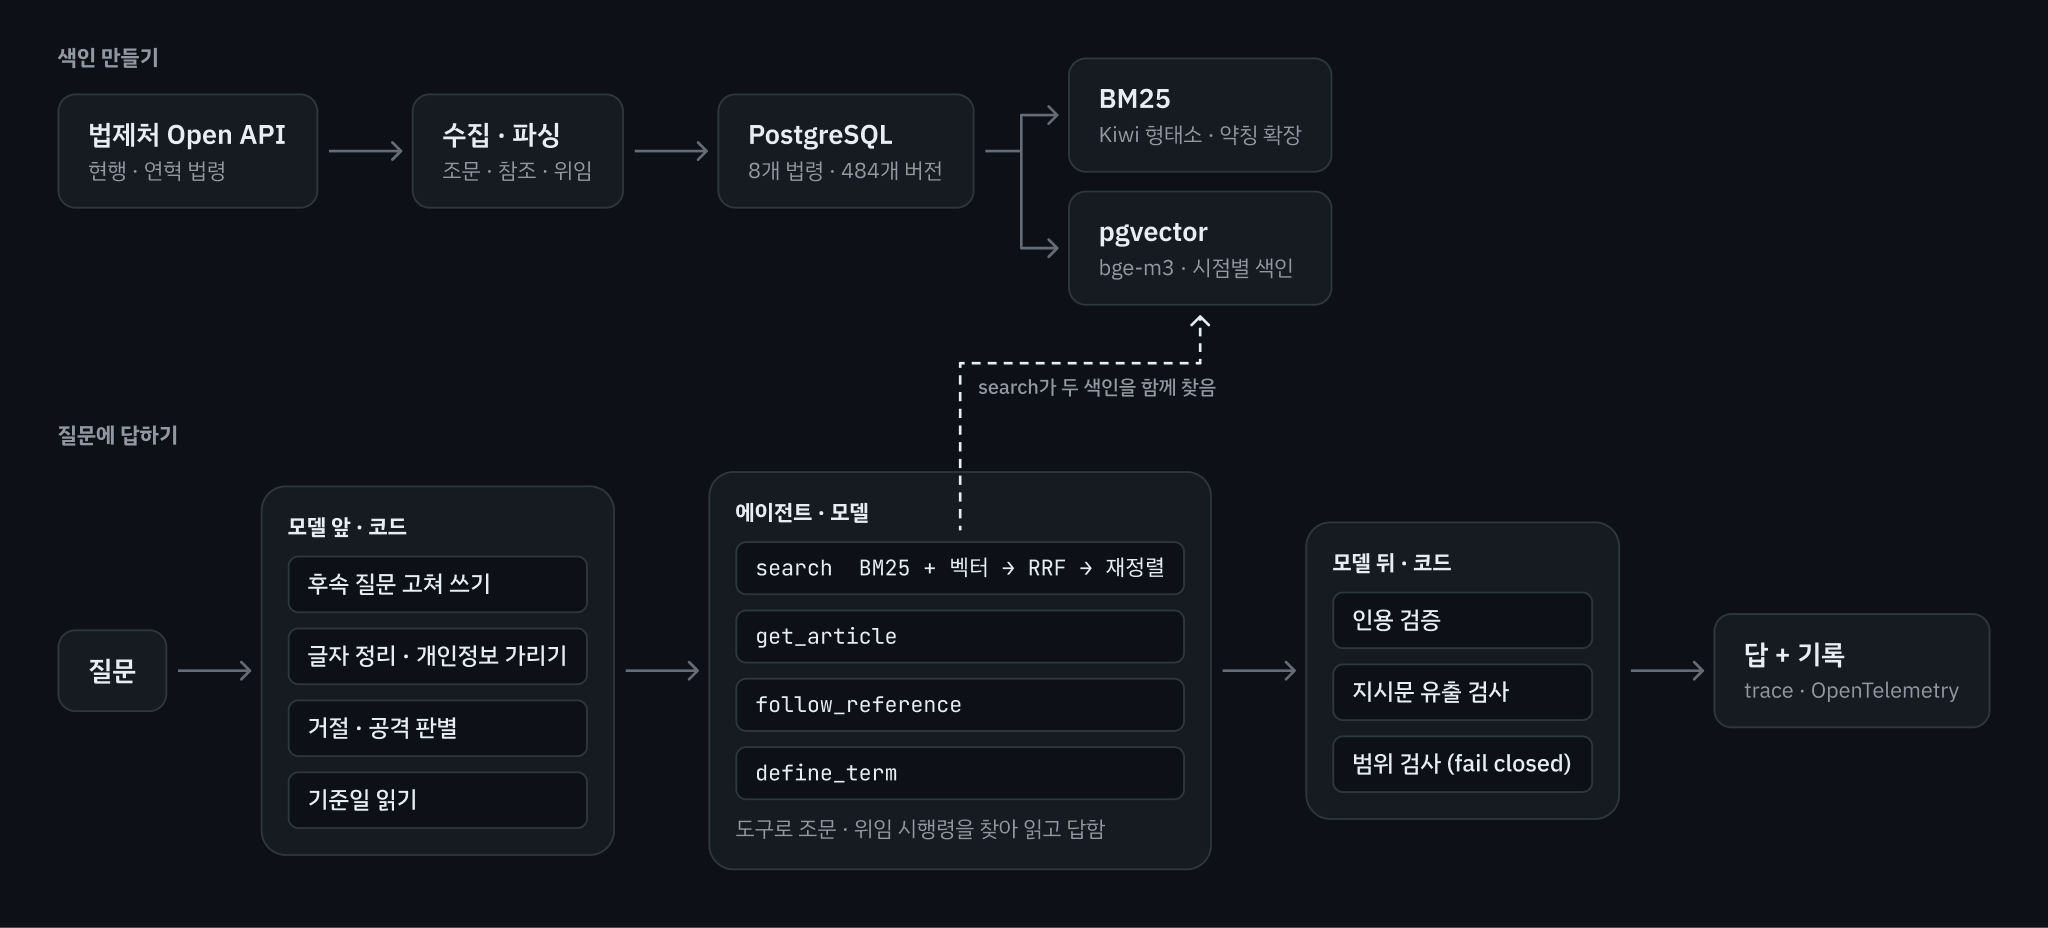 색인 만들기
법제처 Open API
현행 · 연혁 법령
수집 · 파싱
조문 · 참조 · 위임
PostgreSQL
8개 법령 · 484개 버전
BM25
Kiwi 형태소 · 약칭 확장
pgvector
bge-m3 · 시점별 색인
search가 두 색인을 함께 찾음
질문에 답하기
질문
모델 앞 · 코드
후속 질문 고쳐 쓰기
글자 정리 · 개인정보 가리기
거절 · 공격 판별
기준일 읽기
에이전트 · 모델
search BM25 + 벡터 → RRF → 재정렬
get_article
follow_reference
define_term
도구로 조문 · 위임 시행령을 찾아 읽고 답함
모델 뒤 · 코드
인용 검증
지시문 유출 검사
범위 검사 (fail closed)
답 + 기록
trace · OpenTelemetry